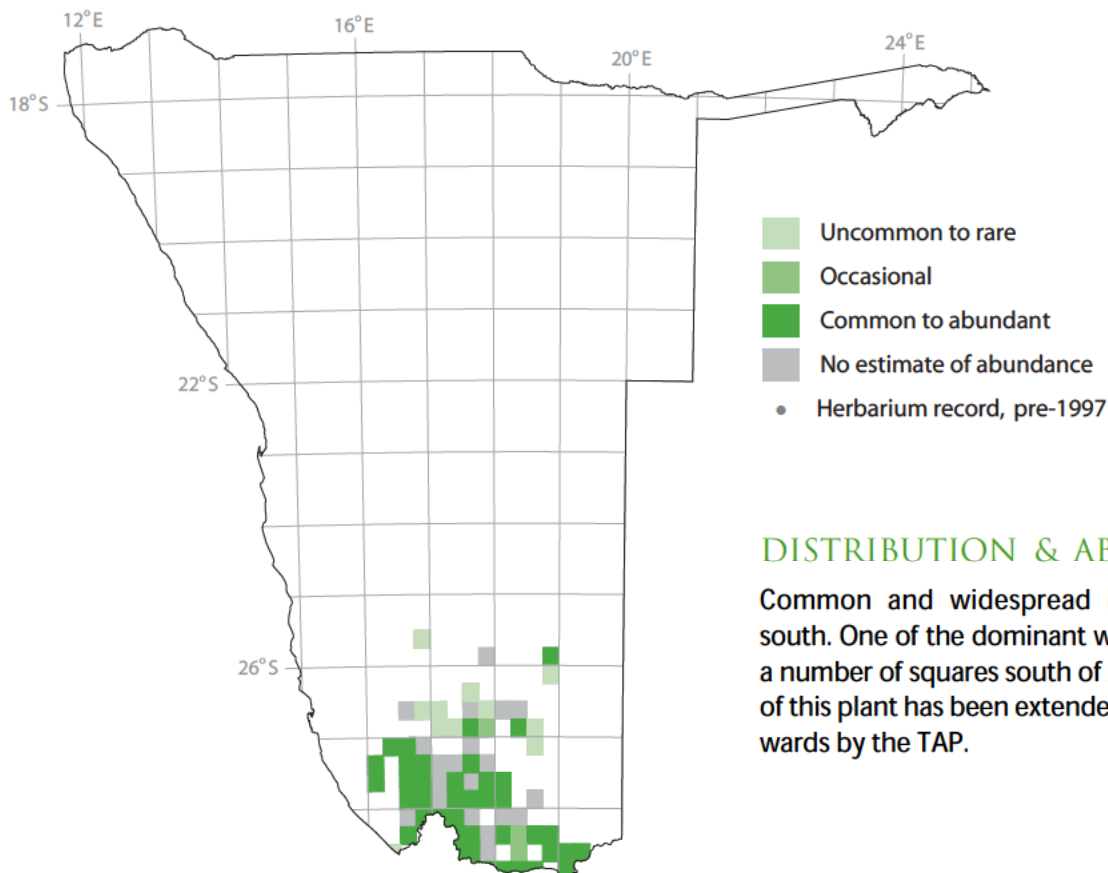 12°E
16°E
20°E
24°E
18°S
22°S
26°S
Uncommon to rare
Occasional
Common to abundant
No estimate of abundance
Herbarium record, pre-1997
DISTRIBUTION & AB
Common and widespread
south. One of the dominant w
a number of squares south of
of this plant has been extende
wards by the TAP.